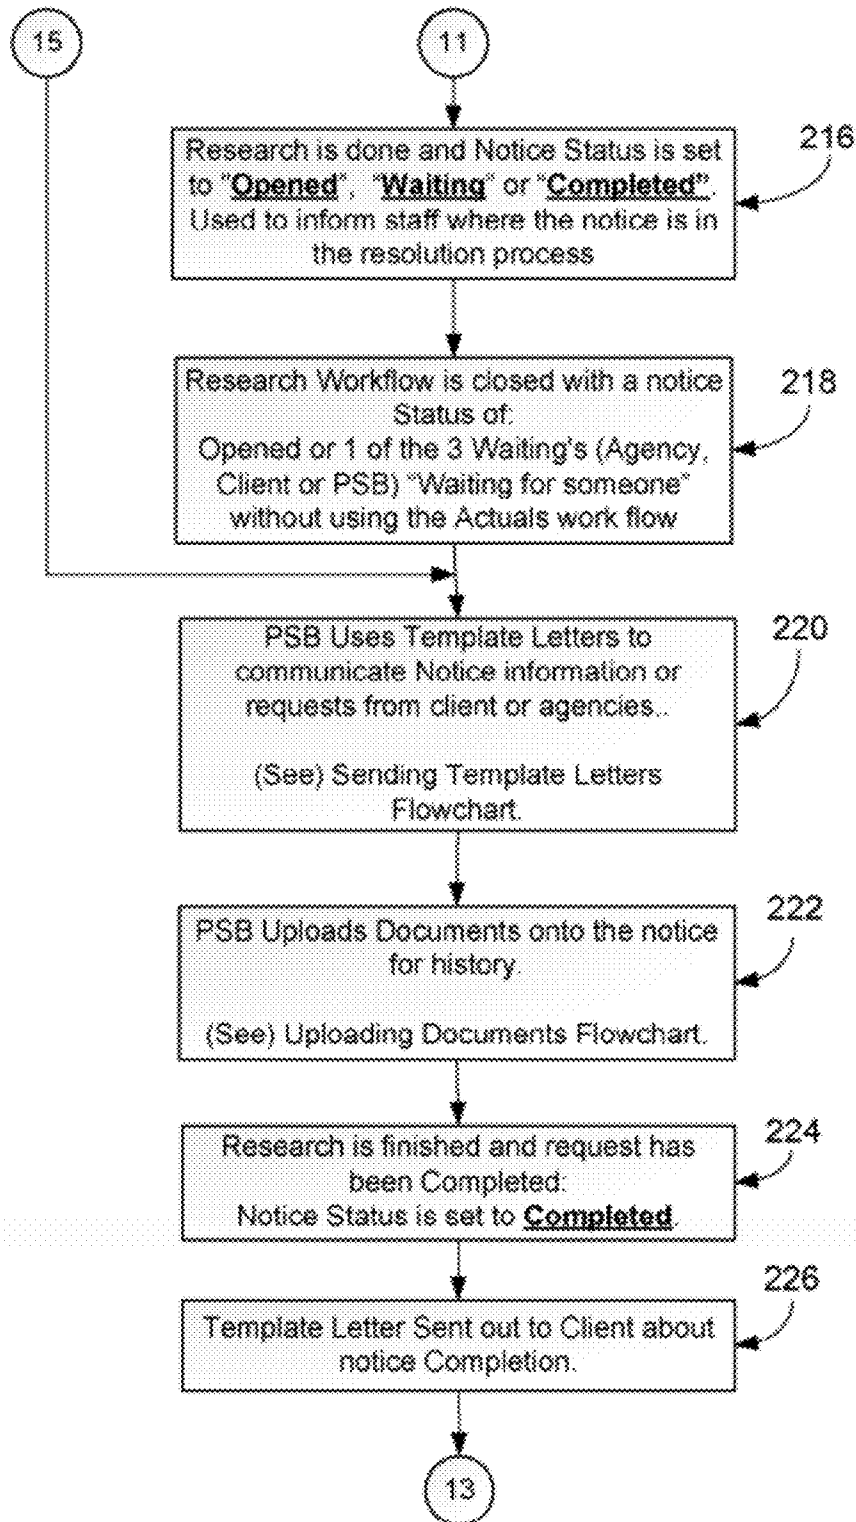 15
11
216
Research is done and Notice Status is set
to "Opened", "Waiting" or "Completed".
Used to inform staff where the notice is in
the resolution process
218
Research Workflow is closed with a notice
Status of:
Opened or 1 of the 3 Waiting's (Agency,
Client or PSB) "Waiting for someone"
without using the Actuals work flow
220
PSB Uses Template Letters to
communicate Notice information or
requests from client or agencies..
(See) Sending Template Letters
Flowchart.
222
PSB Uploads Documents onto the notice
for history.
(See) Uploading Documents Flowchart.
224
Research is finished and request has
been Completed:
Notice Status is set to Completed.
226
Template Letter Sent out to Client about
notice Completion.
13